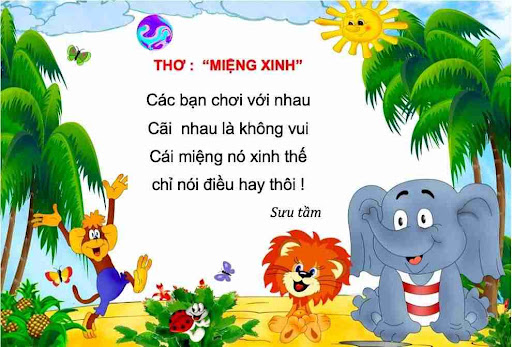 THƠ : “MIỆNG XINH”
Các bạn chơi với nhau
Cãi nhau là không vui
Cái miệng nó xinh thế
chỉ nói điều hay thôi !
Sưu tầm